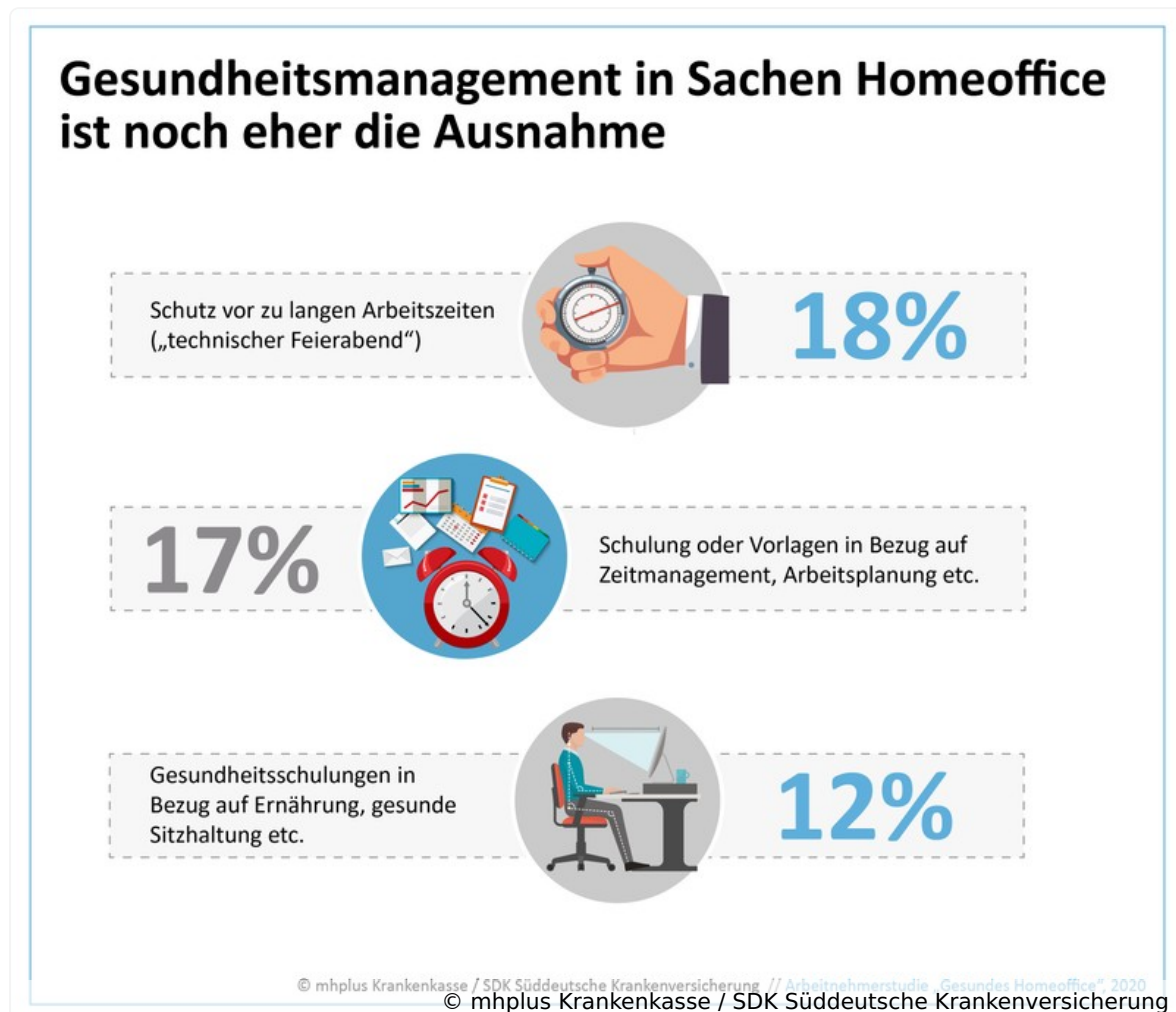 Gesundheitsmanagement in Sachen Homeoffice
ist noch eher die Ausnahme
Schutz vor zu langen Arbeitszeiten
(„technischer Feierabend“)
18%
17%
Schulung oder Vorlagen in Bezug auf
Zeitmanagement, Arbeitsplanung etc.
Gesundheitsschulungen in
Bezug auf Ernährung, gesunde
Sitzhaltung etc.
12%
© mhplus Krankenkasse / SDK Süddeutsche Krankenversicherung // Arbeitnehmerstudie „Gesundes Homeoffice“, 2020
© mhplus Krankenkasse / SDK Süddeutsche Krankenversicherung